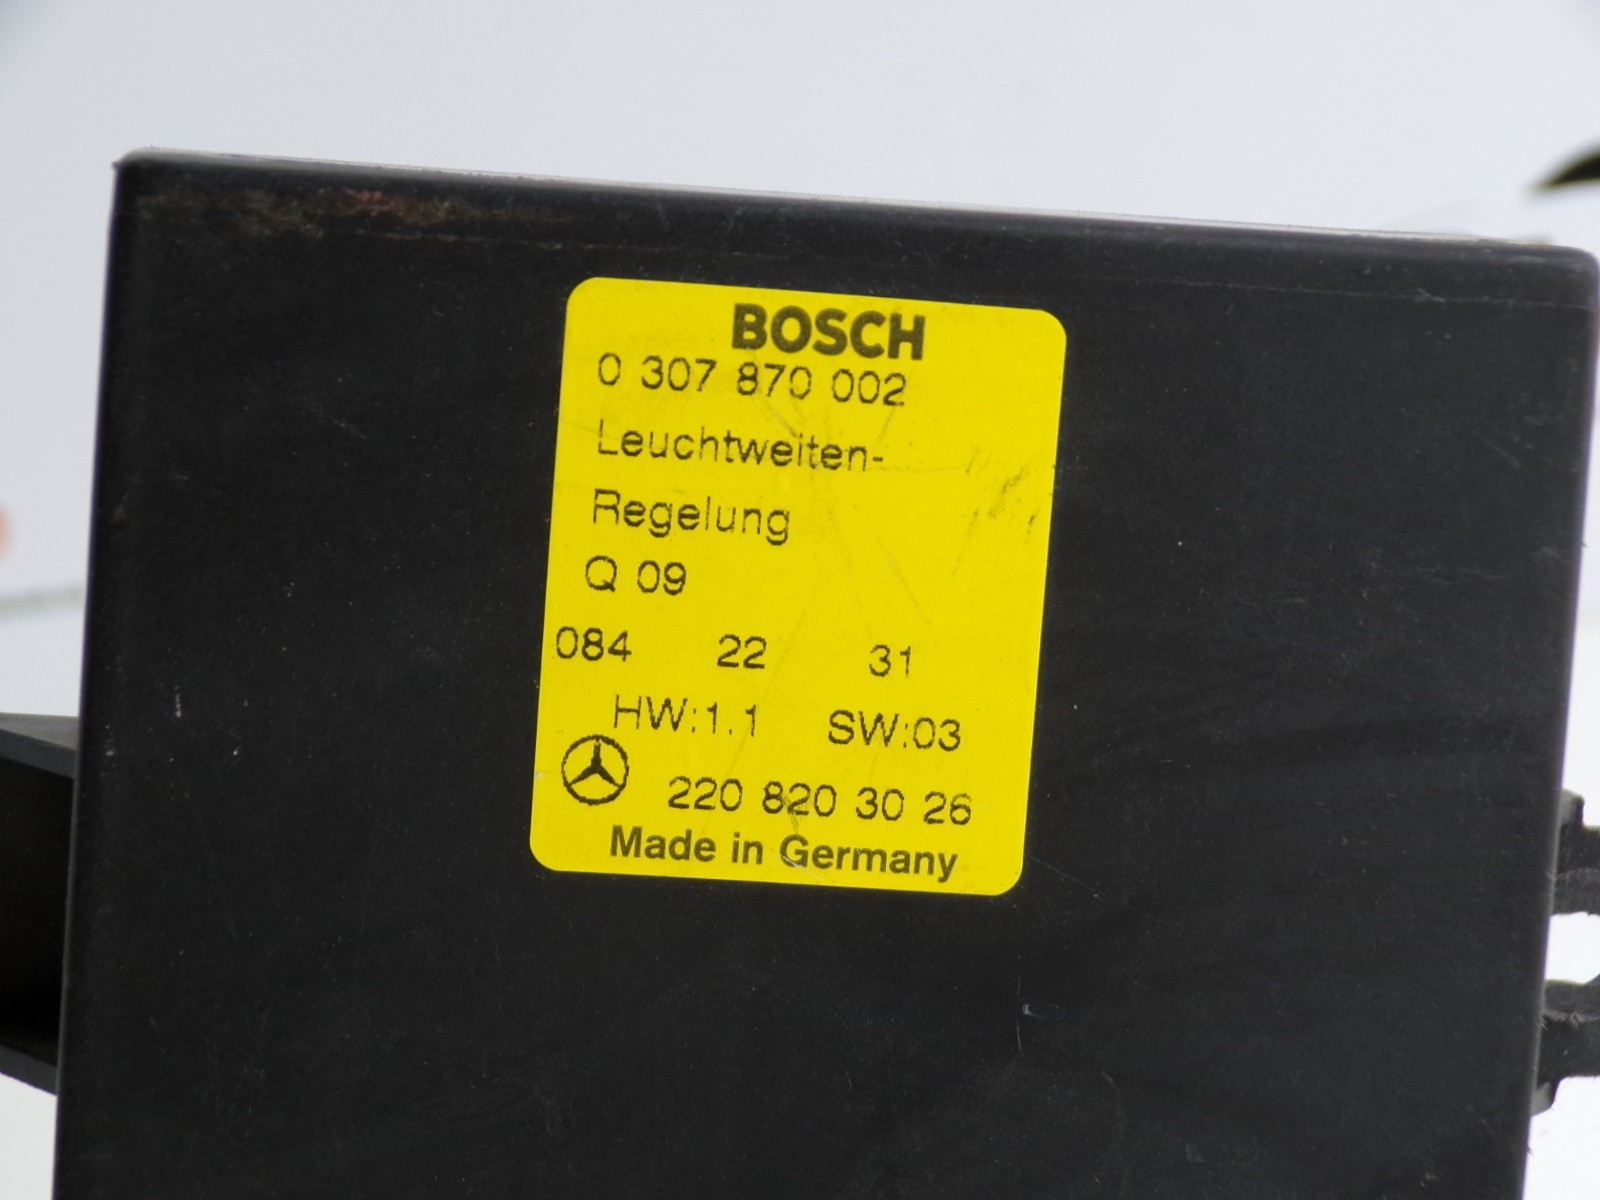 BOSCH
0 307 870 002
Leuchtweiten-
Regelung
Q 09
084 22 31
HW:1.1 SW:03
220 820 30 26
Made in Germany